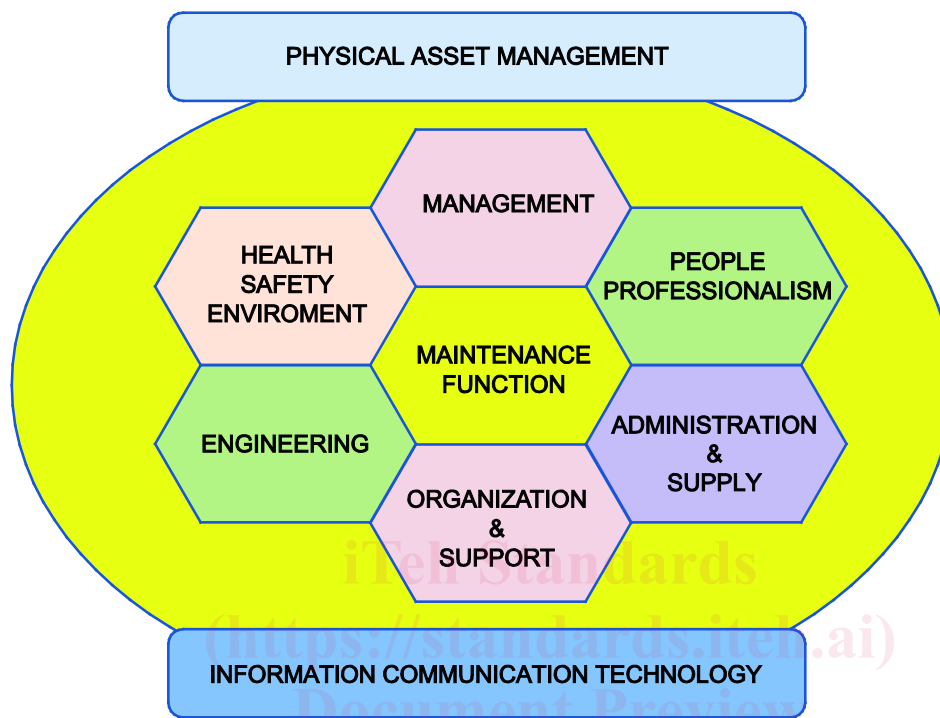 PHYSICAL ASSET MANAGEMENT
MANAGEMENT
HEALTH
SAFETY
ENVIROMENT
PEOPLE
PROFESSIONALISM
MAINTENANCE
FUNCTION
ENGINEERING
ADMINISTRATION
&
SUPPLY
ORGANIZATION
&
SUPPORT
iTeh Standards
(https://standards.iteh.ai)
INFORMATION COMMUNICATION TECHNOLOGY
Document Preview